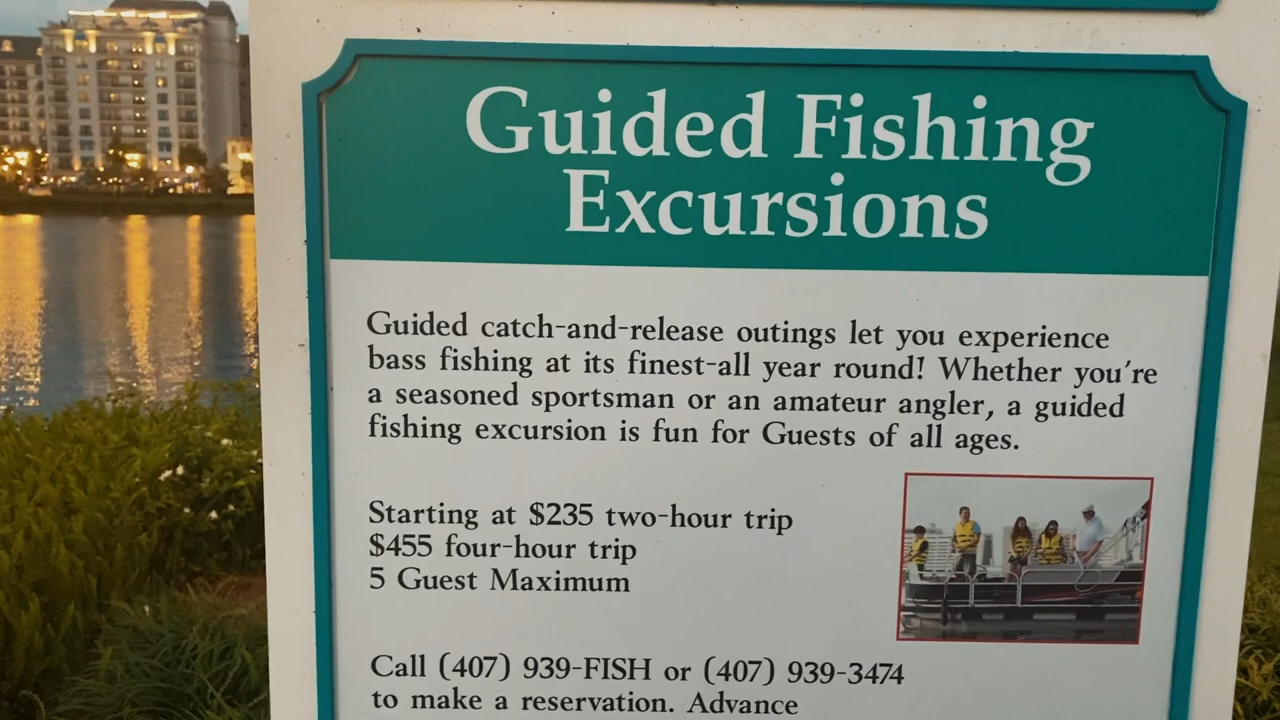 Guided Fishing
Excursions
Guided catch-and-release outings let you experience
bass fishing at its finest-all year round! Whether you're
a seasoned sportsman or an amateur angler, a guided
fishing excursion is fun for Guests of all ages.
Starting at $235 two-hour trip
$455 four-hour trip
5 Guest Maximum
Call (407) 939-FISH or (407) 939-3474
to make a reservation. Advance